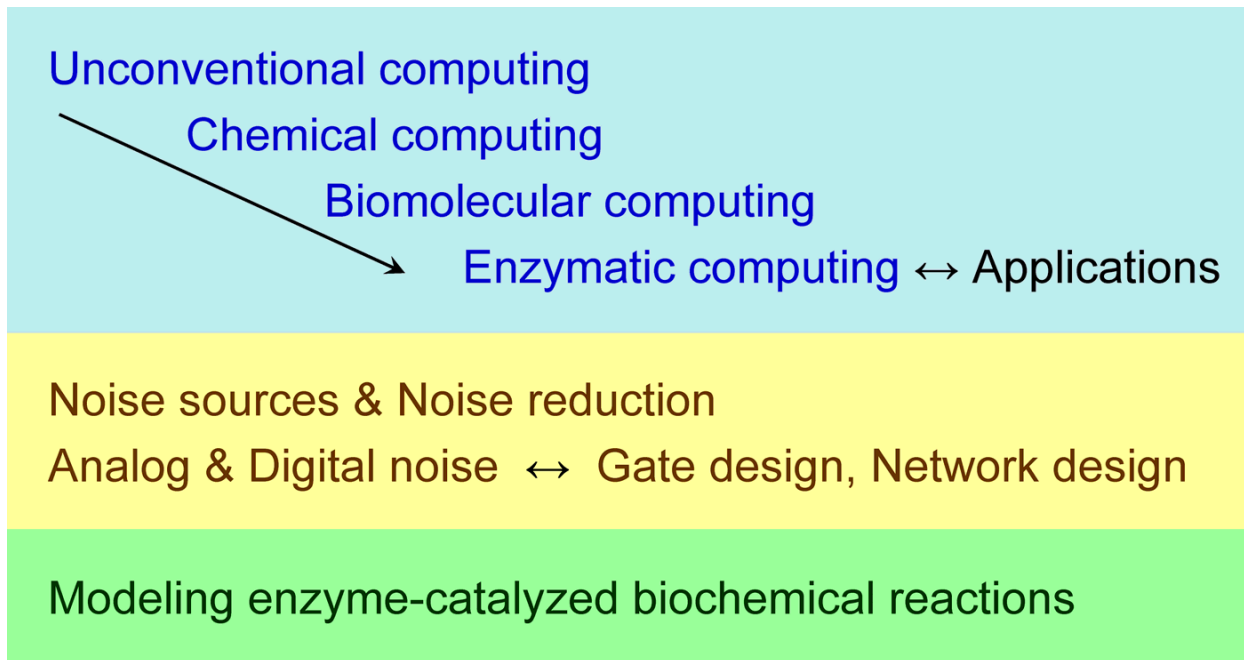 Unconventional computing
Chemical computing
Biomolecular computing
Enzymatic computing ↔ Applications
Noise sources & Noise reduction
Analog & Digital noise ↔ Gate design, Network design
Modeling enzyme-catalyzed biochemical reactions